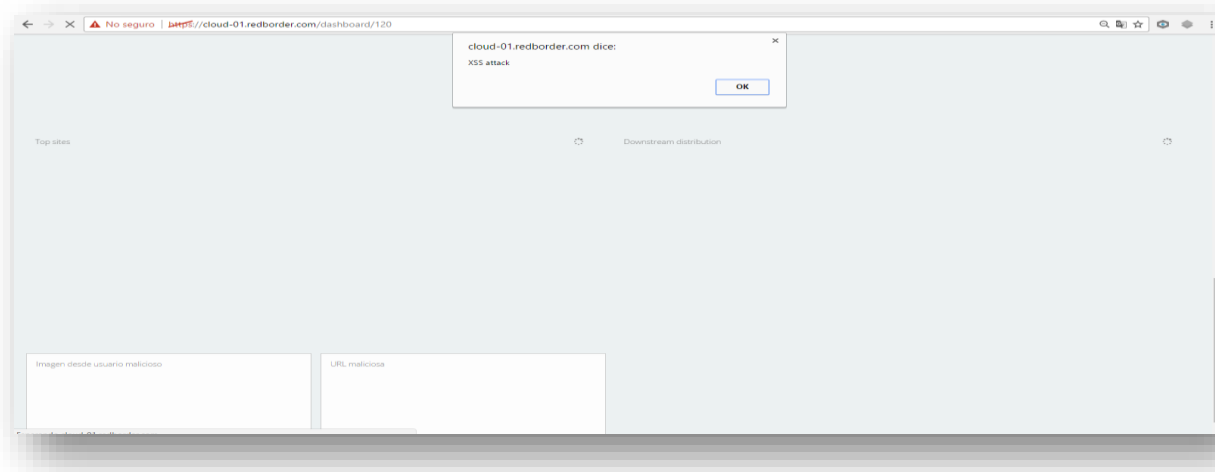 No seguro | https://cloud-01.redborder.com/dashboard/120
cloud-01.redborder.com dice:
XSS attack
OK
Top sites
Downstream distribution
Imagen desde usuario malicioso
URL maliciosa